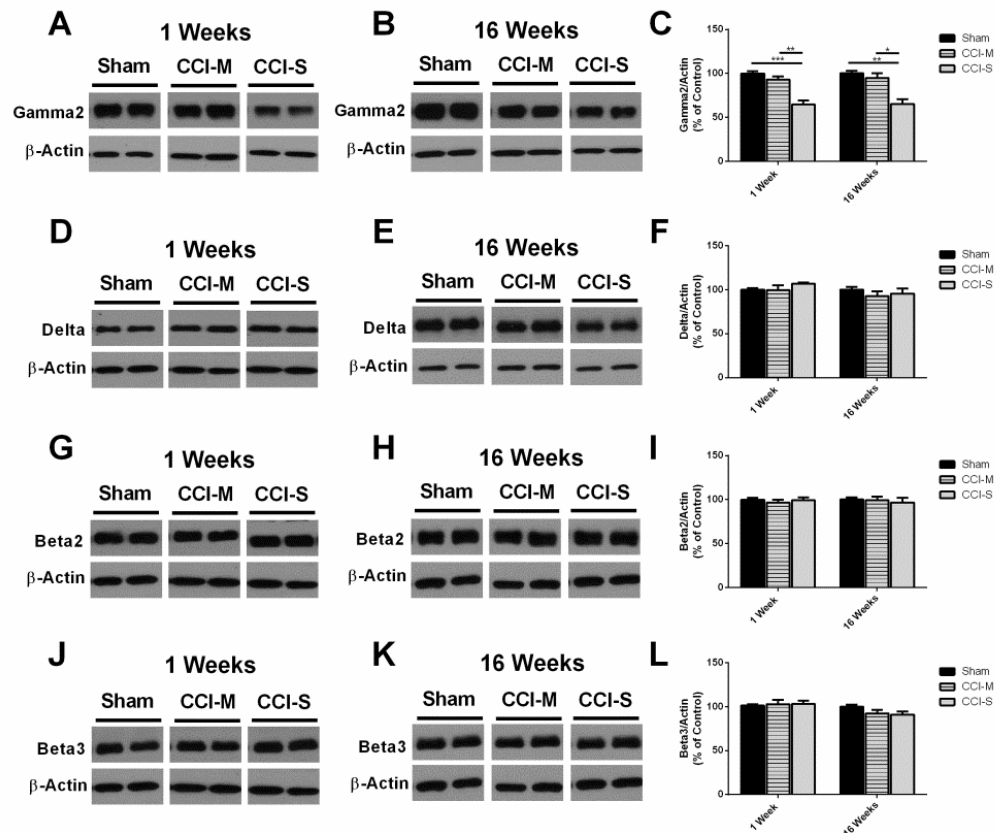 A
1 Weeks
Sham CCI-M CCI-S
Gamma2
β-Actin
B
16 Weeks
Sham CCI-M CCI-S
Gamma2
β-Actin
C
150
100
50
0
Gamma2/Actin
(% of Control)
***
**
**
*
1 Week
16 Weeks
Sham
CCI-M
CCI-S
D
1 Weeks
Sham CCI-M CCI-S
Delta
β-Actin
E
16 Weeks
Sham CCI-M CCI-S
Delta
β-Actin
F
150
100
50
0
Delta/Actin
(% of Control)
1 Week
16 Weeks
Sham
CCI-M
CCI-S
G
1 Weeks
Sham CCI-M CCI-S
Beta2
β-Actin
H
16 Weeks
Sham CCI-M CCI-S
Beta2
β-Actin
I
150
100
50
0
Beta2/Actin
(% of Control)
1 Week
16 Weeks
Sham
CCI-M
CCI-S
J
1 Weeks
Sham CCI-M CCI-S
Beta3
β-Actin
K
16 Weeks
Sham CCI-M CCI-S
Beta3
β-Actin
L
150
100
50
0
Beta3/Actin
(% of Control)
1 Week
16 Weeks
Sham
CCI-M
CCI-S